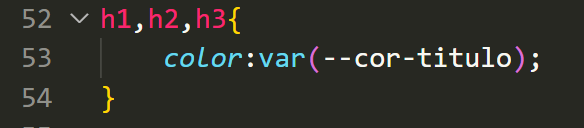 52 h1,h2,h3{
53 color:var(--cor-titulo);
54 }